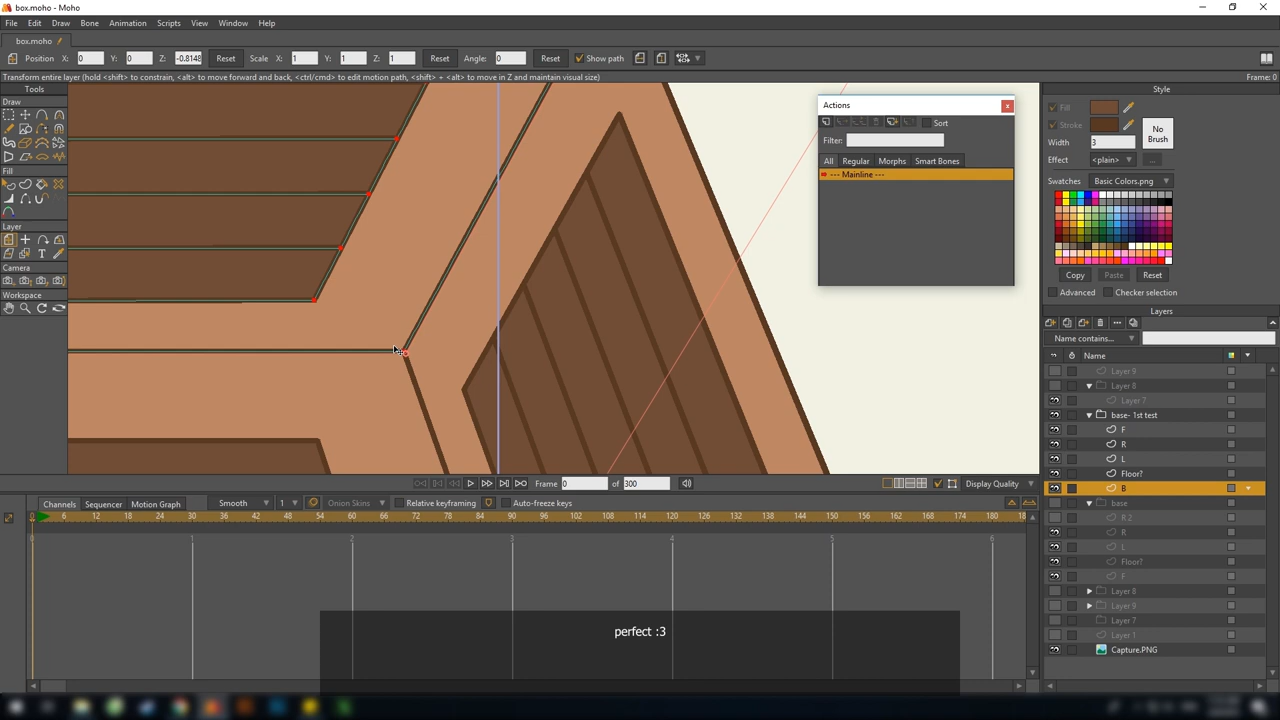 box.moho - Moho
File Edit Draw Bone Animation Scripts View Window Help
box.moho
Position X: 0 Y: 0 Z: -0.8148 Reset Scale X: 1 Y: 1 Z: 1 Reset Angle: 0 Reset Show path
Transform entire layer (hold <shift> to constrain, <alt> to move forward and back, <ctrl/cmd> to edit motion path, <shift> + <alt> to move in Z and maintain visual size) Frame: 0
Tools
Draw
Fill
Layer
Camera
Workspace
Actions
Sort
Filter:
All Regular Morphs Smart Bones
--- Mainline ---
Style
Fill
Stroke
No Brush
Width 3
Effect <plain> ...
Swatches Basic Colors.png
Copy Paste Reset
Advanced Checker selection
Layers
Name contains...
Name
Layer 9
Layer 8
Layer 7
base- 1st test
F
R
L
Floor?
B
base
R 2
R
L
Floor?
F
Layer 8
Layer 9
Layer 7
Layer 1
Capture.PNG
Frame 0 of 300 Display Quality
Channels Sequencer Motion Graph Smooth 1 Onion Skins Relative keyframing Auto-freeze keys
0 6 12 18 24 30 36 42 48 54 60 66 72 78 84 90 96 102 108 114 120 126 132 138 144 150 156 162 168 174 180 18
0 1 2 3 4 5 6
perfect :3